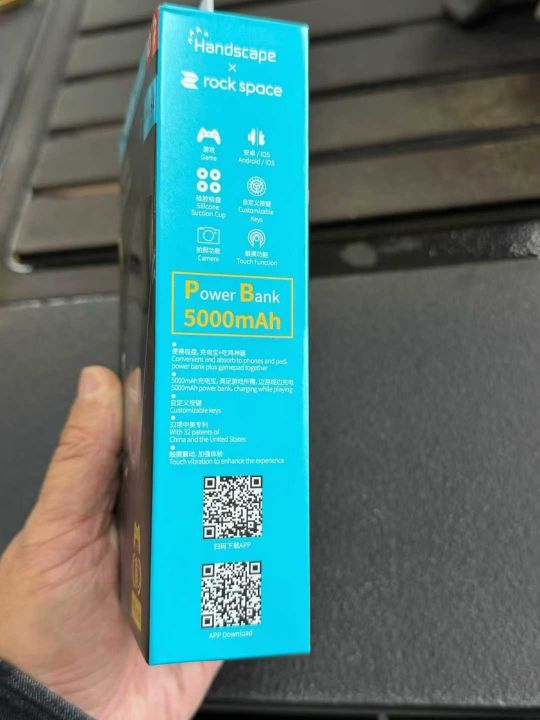 Handscape
×
rock space
游戏
Game
安卓 / iOS
Android / iOS
硅胶吸盘
Silicone
Suction Cup
自定义按键
Customizable
Keys
拍照功能
Camera
触摸功能
Touch Function
Power Bank
5000mAh
便携吸盘, 充电宝+吃鸡神器
Convenient and absorb to phones and pad,
power bank plus gamepad together
5000mAh充电宝, 满足游戏所需, 边游戏边充电
5000mAh power bank, charging while playing
自定义按键
Customizable keys
32项中美专利
With 32 patents of
China and the United States
触摸震动, 加强体验
Touch vibration to enhance the experience
扫码下载APP
APP Download